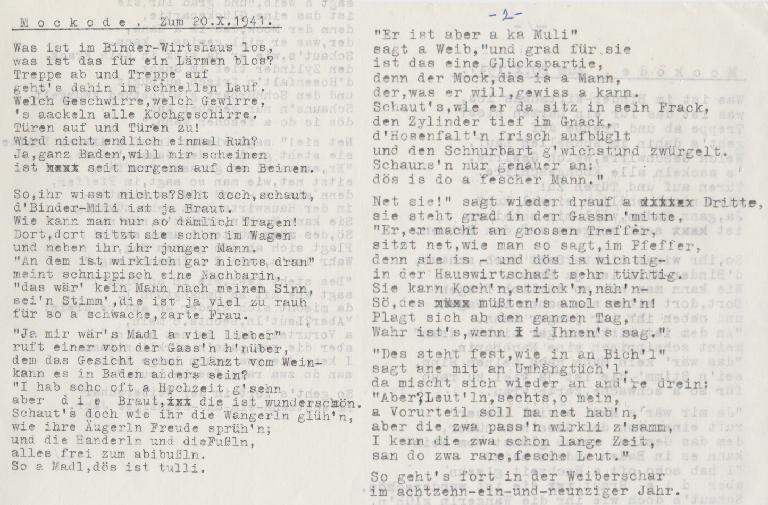 Mockode. Zum 20.X.1941.
Was ist im Binder-Wirtshaus los,
was ist das für ein Lärmen blos?
Treppe ab und Treppe auf
geht's dahin im schnellen Lauf.
Welch Geschwirre,welch Gewirre,
's aackeln alle Kochgeschirre.
Türen auf und Türen zu!
Wird nicht endlich einmal Ruh?
Ja,ganz Baden,will mir scheinen
ist xxxx seit morgens auf den Beinen.
So,ihr wisst nichts?Seht doch,schaut,
d'Binder-Milli ist ja Braut.
Wie kann man nur so dämlich fragen!
Dort,dort sitzt sie schon im Wagen
und neben ihr ihr junger Mann.
"An dem ist wirklich gar nichts dran"
meint schnippisch eine Nachbarin,
"das wär' kein Mann nach meinem Sinn,
sei'n Stimm',die ist ja viel zu rauh
für so a schwache,zarte Frau.
"Ja mir wär's Madl a viel lieber"
ruft einer von der Gass'n h'nüber,
dem das Gesicht schon glänzt vom Wein-
kann es in Baden anders sein?
"I hab scho oft a Hochzeit g'sehn
aber d i e Braut,xxx die ist wunderschön.
Schaut's doch wie ihr die Wangerln glüh'n,
wie ihre Äugerln Freude sprüh'n;
und die Handerln und dieFußln,
alles frei zum abibußln.
So a Madl,dös ist tulli.
-2-
"Er ist aber a ka Muli"
sagt a Weib,"und grad für sie
ist das eine Glückspartie,
denn der Mock,das is a Mann,
der,was er will,gewiss a kann.
Schaut's,wie er da sitz in sein Frack,
den Zylinder tief im Gnack,
d'Hosenfalt'n frisch aufbüglt
und den Schnurbart g'wichstund zwürgelt.
Schauns'n nur genauer an;
dös is do a fescher Mann."
Net sie!" sagt wieder drauf a Dritte,
sie steht grad in der Gassn 'mitte,
"Er,er macht an grossen Treffer,
sitzt net,wie man so sagt,im Pfeffer,
denn sie is - und dös is wichtig-
in der Hauswirtschaft sehr tüchtig.
Sie kann Koch'n,strick'n,näh'n-
Sö,des xxxx müßten's amol seh'n!
Plagt sich ab den ganzen Tag,
Wahr ist's,wenn i Ihnen's sag."
"Des steht fest,wie in an Bich'l"
sagt ane mit an Umhängtüch'l.
da mischt sich wieder an and're drein:
"Aber,Leut'ln,sechts,o mein,
a Vorurteil soll ma net hab'n,
aber die zwa pass'n wirkli z'samm,
I kenn die zwa schon lange Zeit,
san do zwa rare,fesche Leut."
So geht's fort in der Weiberschar
im achtzehn-ein-und-neunziger Jahr.